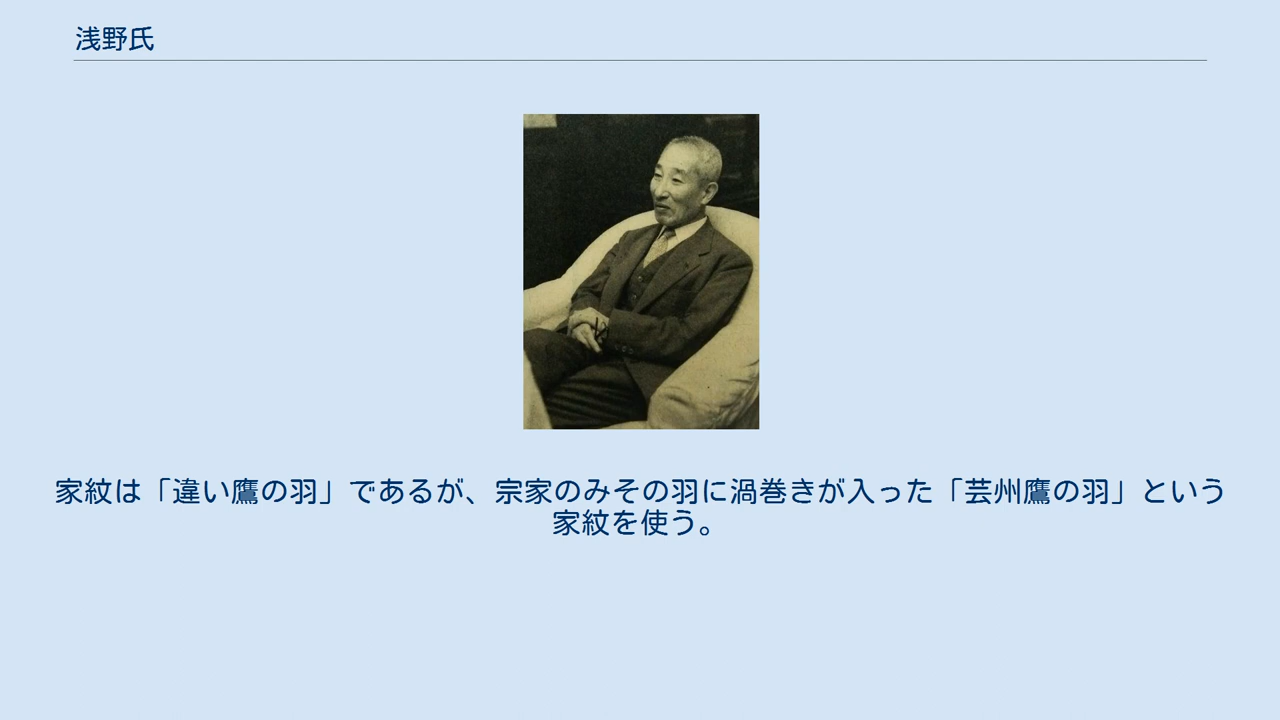 浅野氏
家紋は「違い鷹の羽」であるが、宗家のみその羽に渦巻きが入った「芸州鷹の羽」という
家紋を使う。